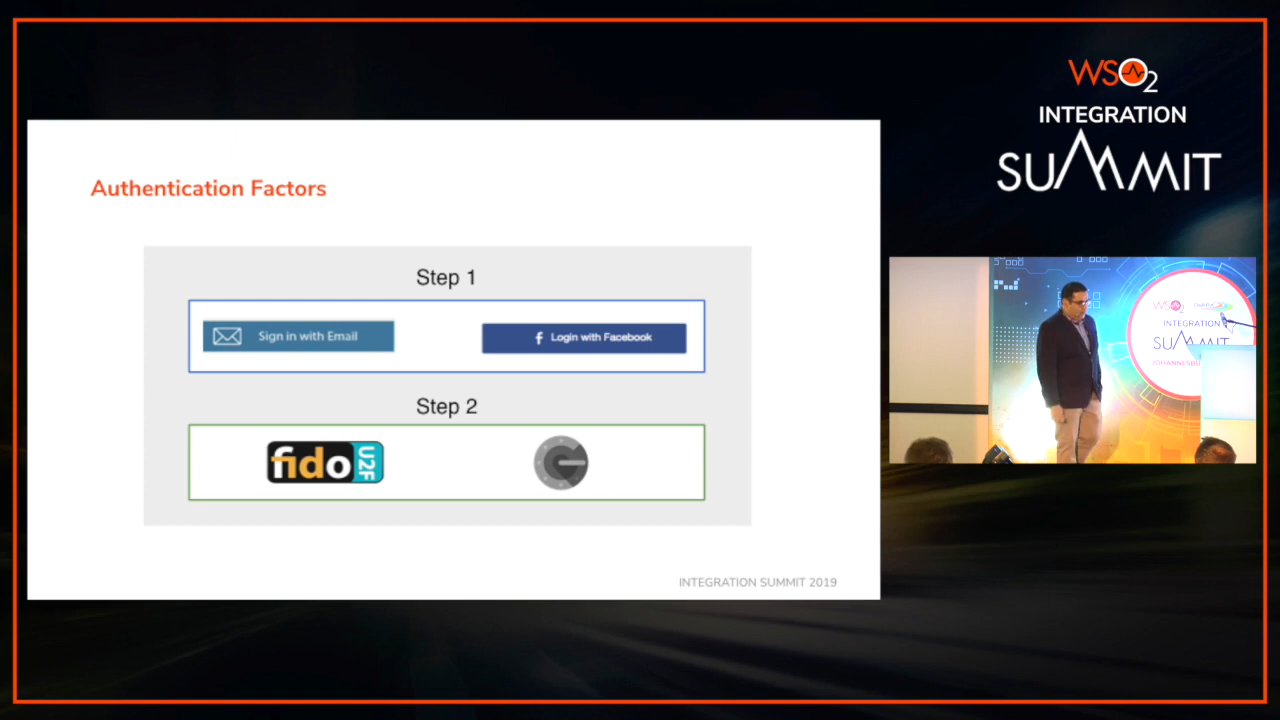 WSO2
INTEGRATION
SUMMIT
Authentication Factors
Step 1
Sign in with Email
f Login with Facebook
Step 2
fido U2F
INTEGRATION SUMMIT 2019
WSO2
INTEGRATION
SUMMIT